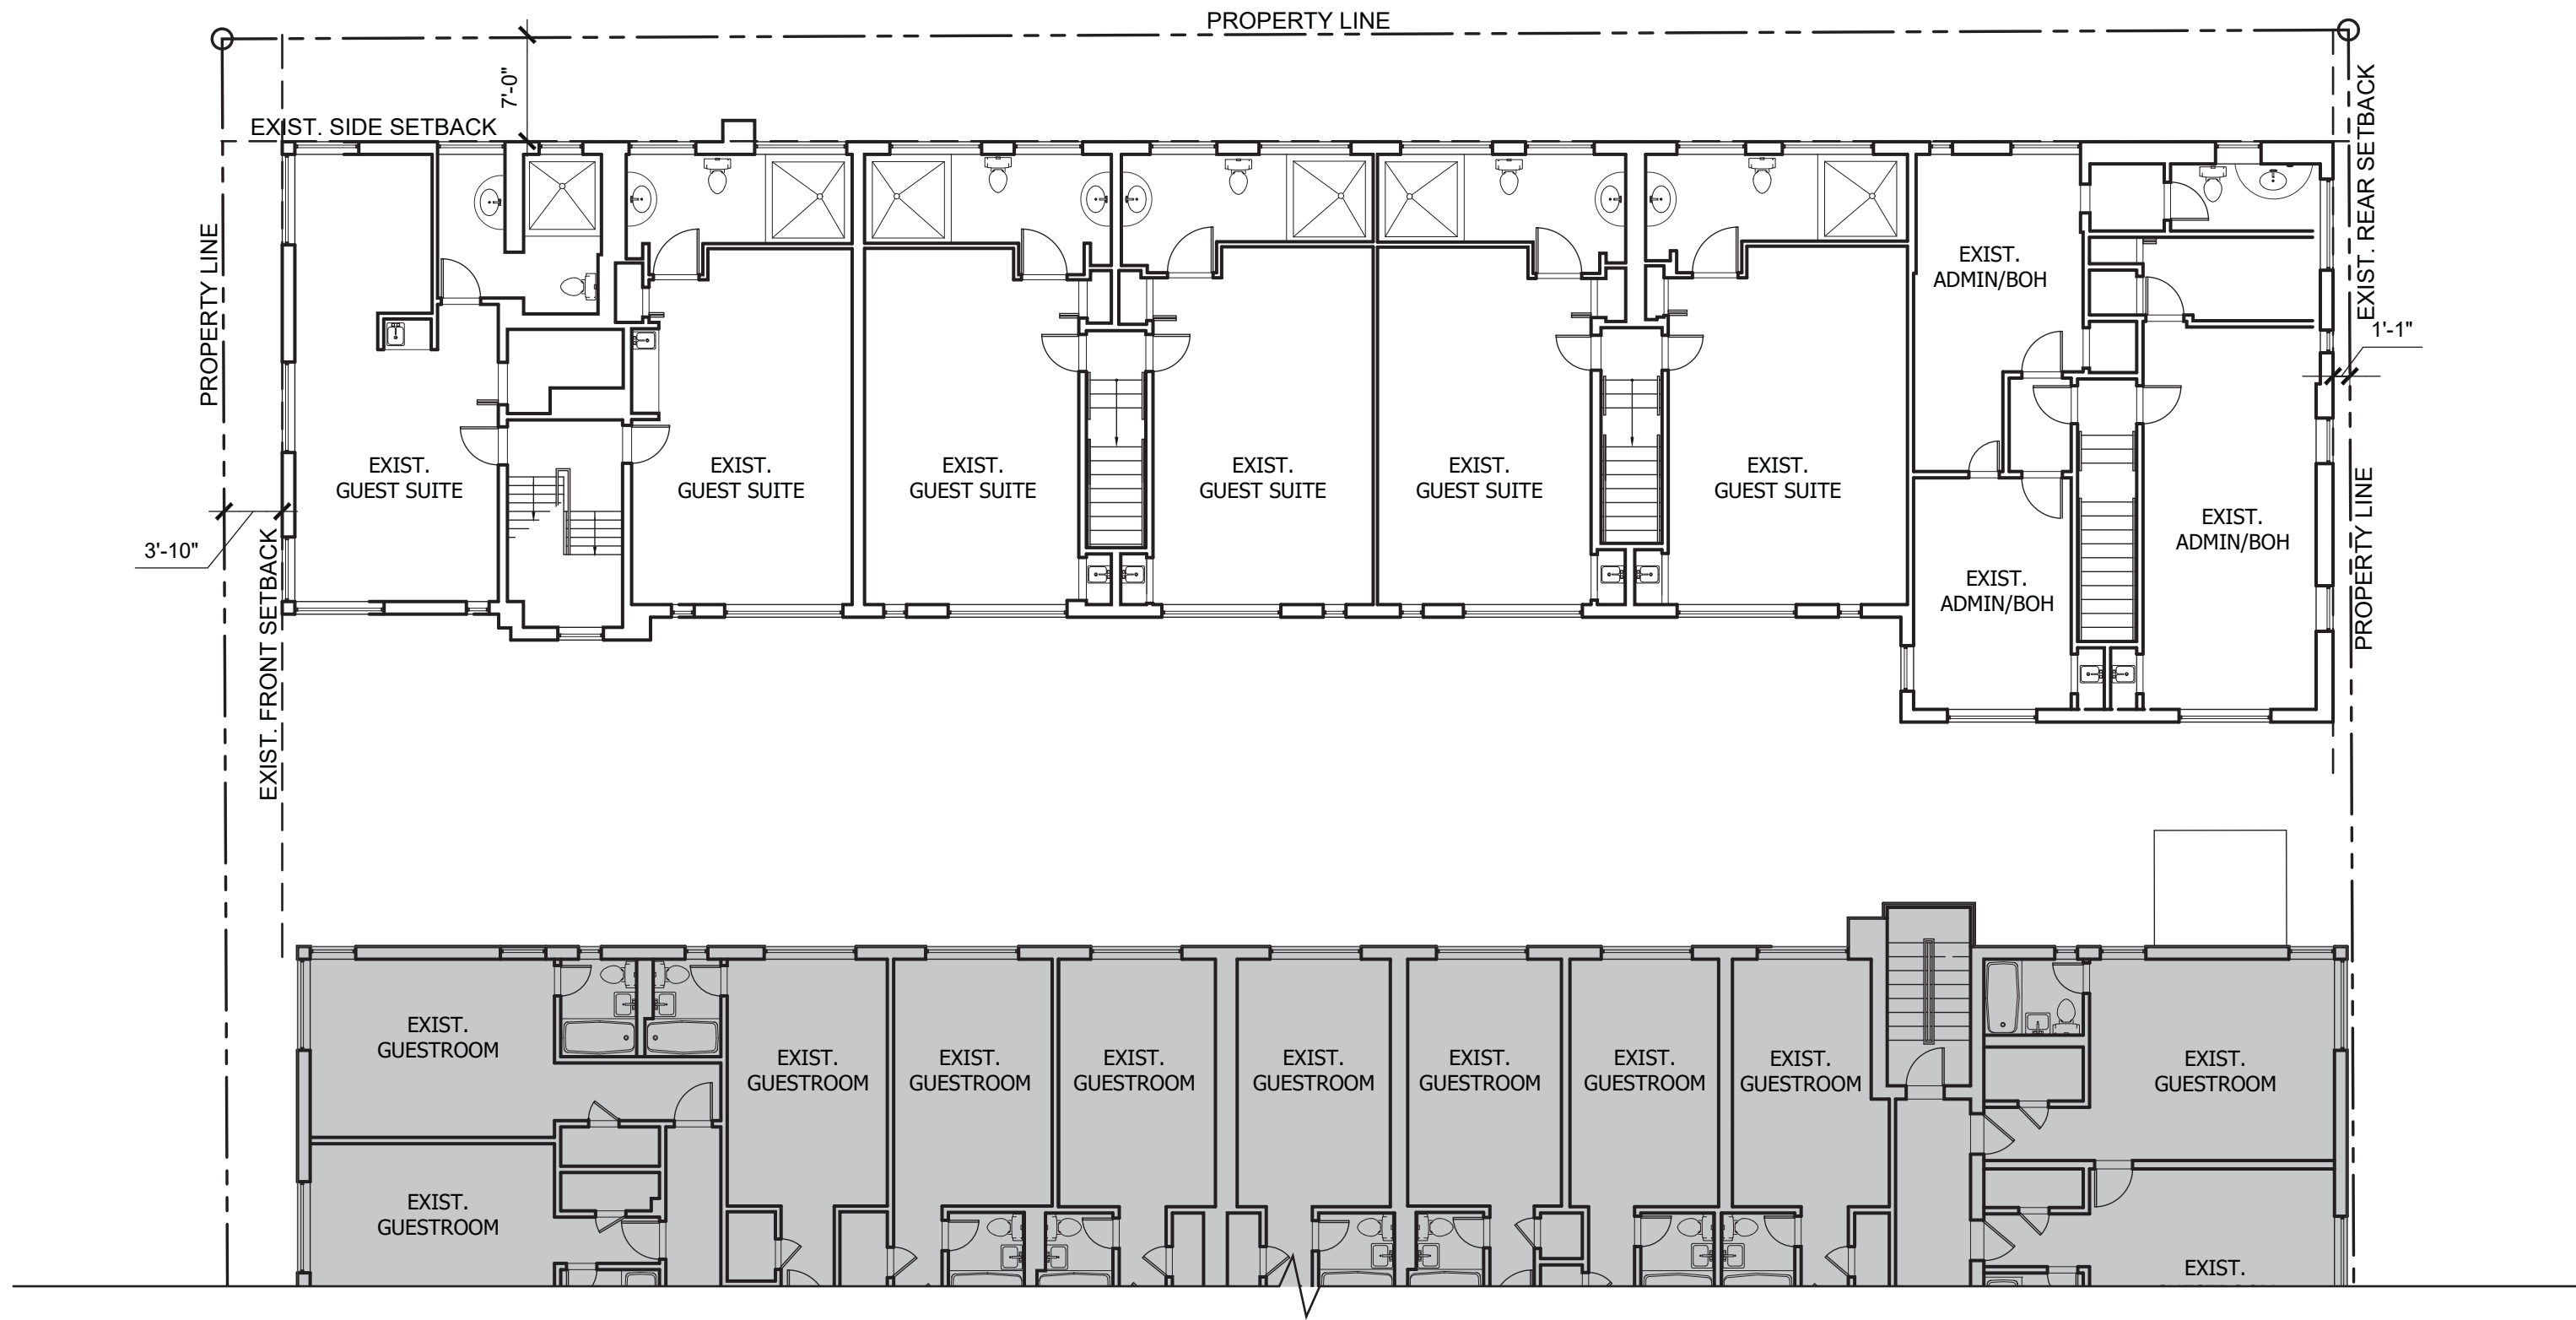 PROPERTY LINE
7'-0"
EXIST. SIDE SETBACK
EXIST. REAR SETBACK
PROPERTY LINE
1'-1"
EXIST.
ADMIN/BOH
EXIST.
GUEST SUITE
EXIST.
GUEST SUITE
EXIST.
GUEST SUITE
EXIST.
GUEST SUITE
EXIST.
GUEST SUITE
EXIST.
GUEST SUITE
EXIST.
ADMIN/BOH
EXIST.
ADMIN/BOH
PROPERTY LINE
3'-10"
EXIST. FRONT SETBACK
EXIST.
GUESTROOM
EXIST.
GUESTROOM
EXIST.
GUESTROOM
EXIST.
GUESTROOM
EXIST.
GUESTROOM
EXIST.
GUESTROOM
EXIST.
GUESTROOM
EXIST.
GUESTROOM
EXIST.
GUESTROOM
EXIST.
GUESTROOM
EXIST.